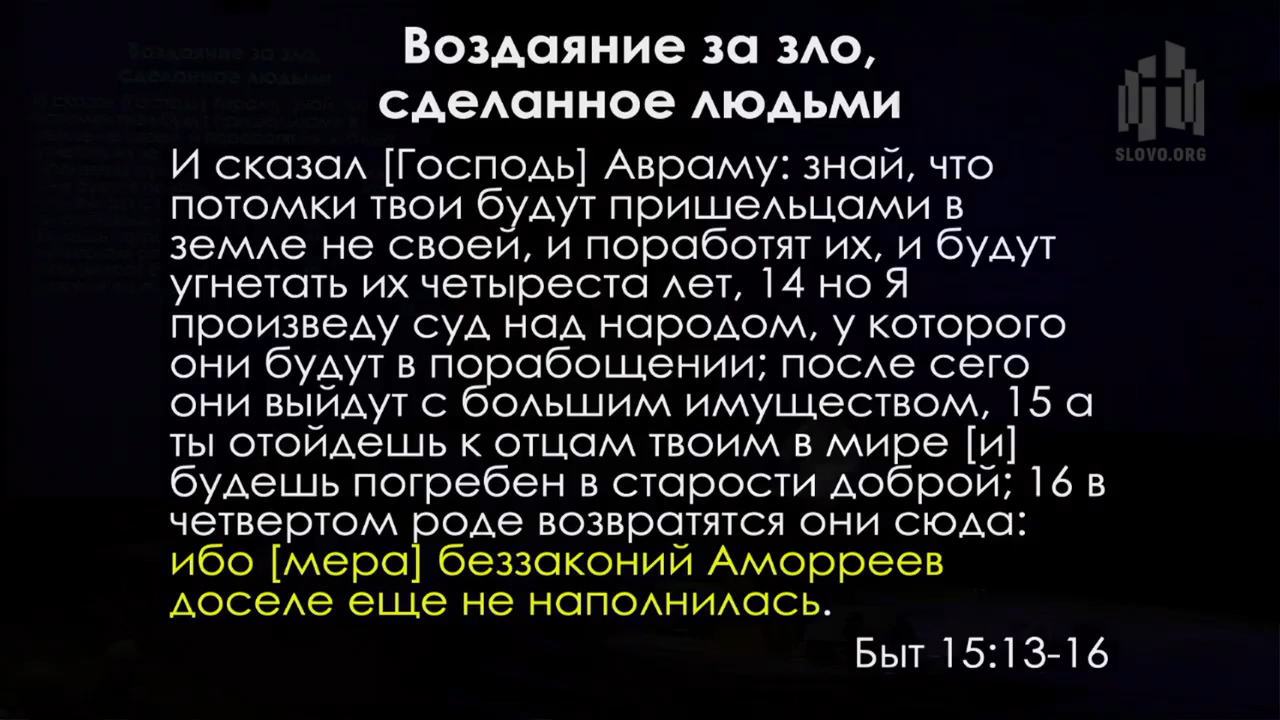 Воздаяние за зло,
сделанное людьми
SLOVO.ORG
И сказал [Господь] Авраму: знай, что
потомки твои будут пришельцами в
земле не своей, и поработят их, и будут
угнетать их четыреста лет, 14 но Я
произведу суд над народом, у которого
они будут в порабощении; после сего
они выйдут с большим имуществом, 15 а
ты отойдешь к отцам твоим в мире [и]
будешь погребен в старости доброй; 16 в
четвертом роде возвратятся они сюда:
ибо [мера] беззаконий Аморреев
доселе еще не наполнилась.
Быт 15:13-16